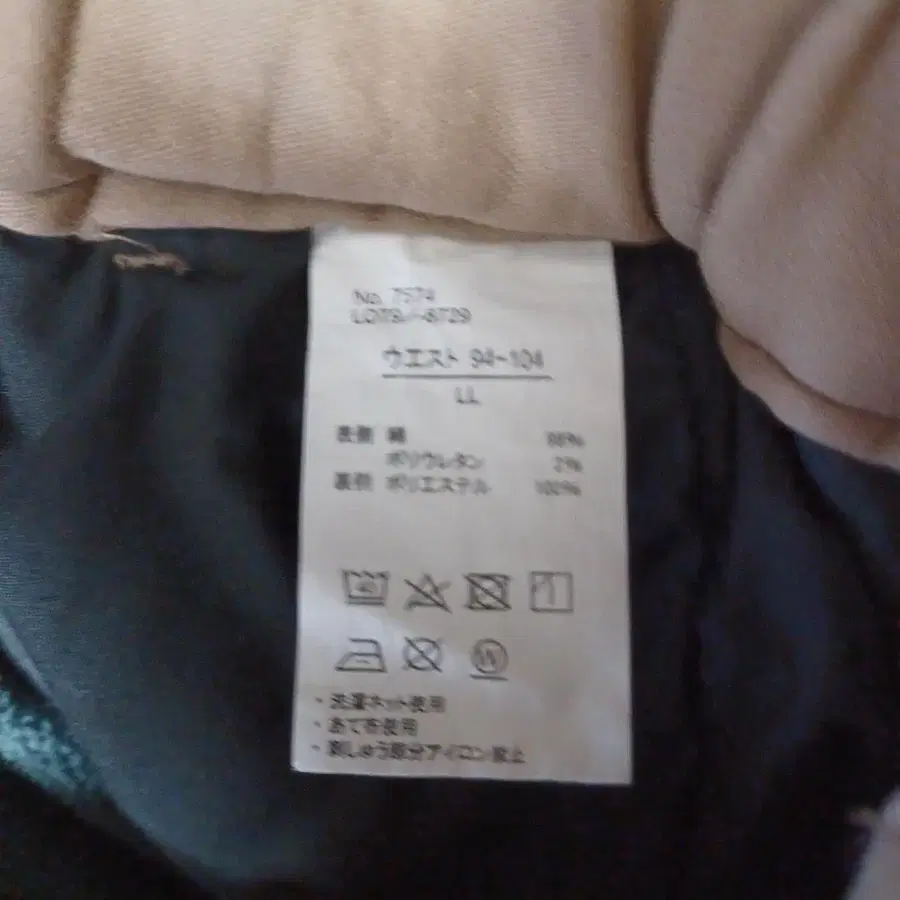 No. 7574
ウエスト 94~104
LL
表側 綿
ポリウレタン 2%
裏側 ポリエステル 100%
W
・洗濯ネット使用
・あて布使用
・刺しゅう部分アイロン禁止